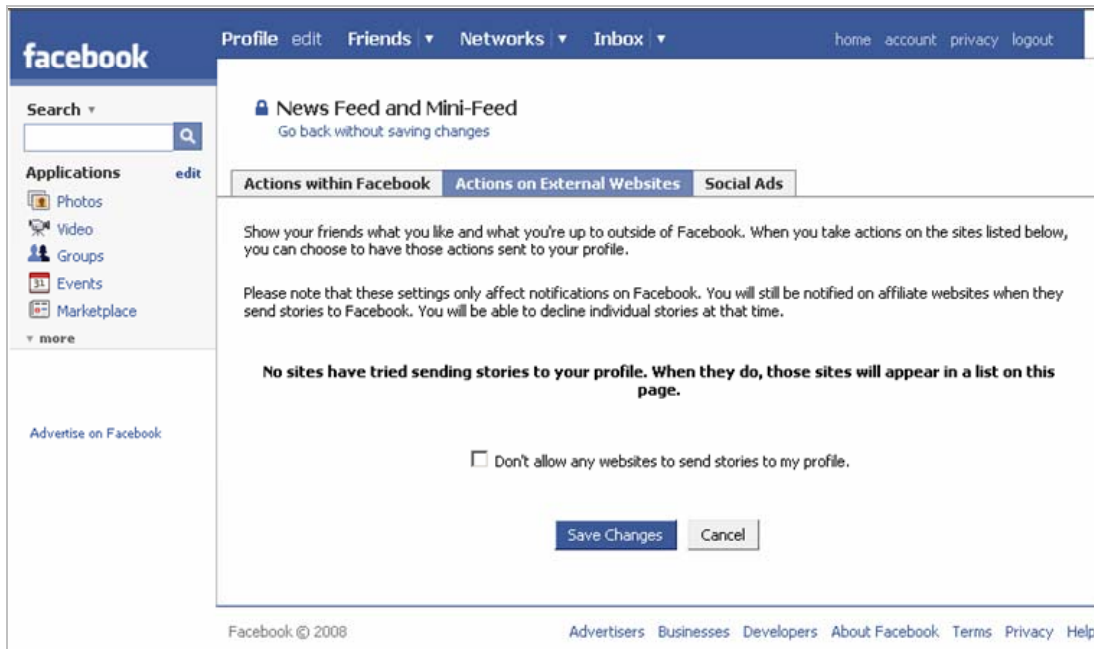 facebook
Profile edit Friends Networks Inbox home account privacy logout
Search
Applications edit
Photos
Video
31 Events
Groups
Marketplace
more
Advertise on Facebook
News Feed and Mini-Feed
Go back without saving changes
Actions within Facebook Actions on External Websites Social Ads
Show your friends what you like and what you're up to outside of Facebook. When you take actions on the sites listed below,
you can choose to have those actions sent to your profile.
Please note that these settings only affect notifications on Facebook. You will still be notified on affiliate websites when they
send stories to Facebook. You will be able to decline individual stories at that time.
No sites have tried sending stories to your profile. When they do, those sites will appear in a list on this
page.
Don't allow any websites to send stories to my profile.
Save Changes Cancel
Facebook © 2008 Advertisers Businesses Developers About Facebook Terms Privacy Help